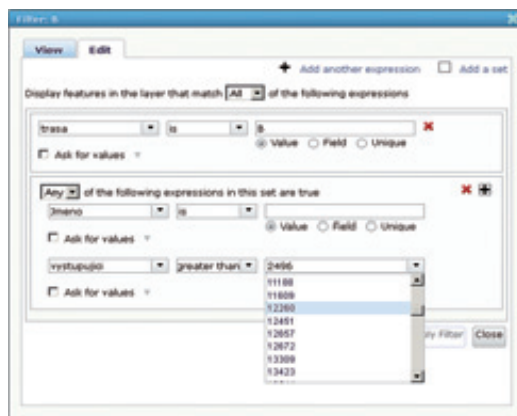 Filter: B
View Edit
Add another expression Add a set
Display features in the layer that match All of the following expressions
trasa is B
Value Field Unique
Ask for values
Any of the following expressions in this set are true
Jmeno is
Value Field Unique
Ask for values
vystupujici greater than 2496
Ask for values
11188
11609
12260
12451
12657
12672
13309
13423
Filter Close